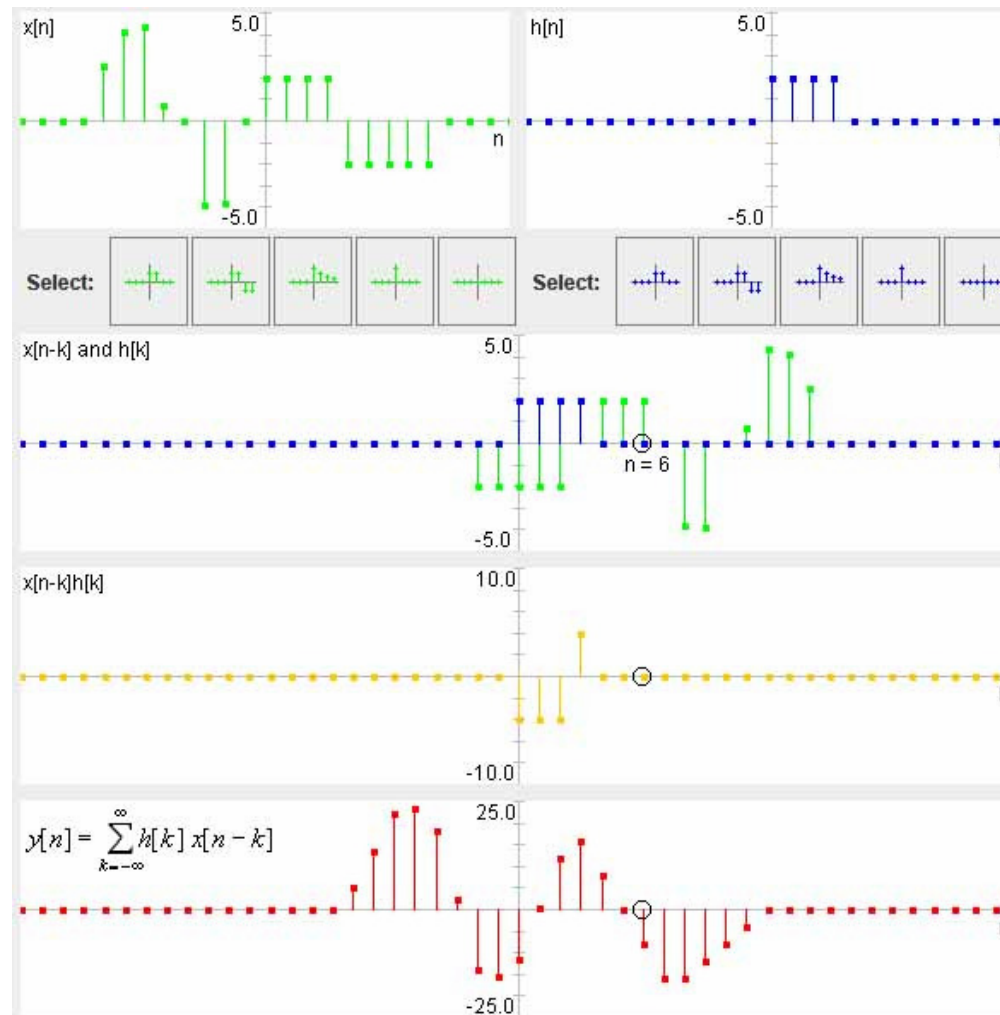 x[n]
5.0
n
-5.0
h[n]
5.0
-5.0
Select:
Select:
x[n-k] and h[k]
5.0
n = 6
-5.0
x[n-k]h[k]
10.0
-10.0
y[n] = ∑_{k=-∞}^{∞} h[k] x[n - k]
25.0
-25.0